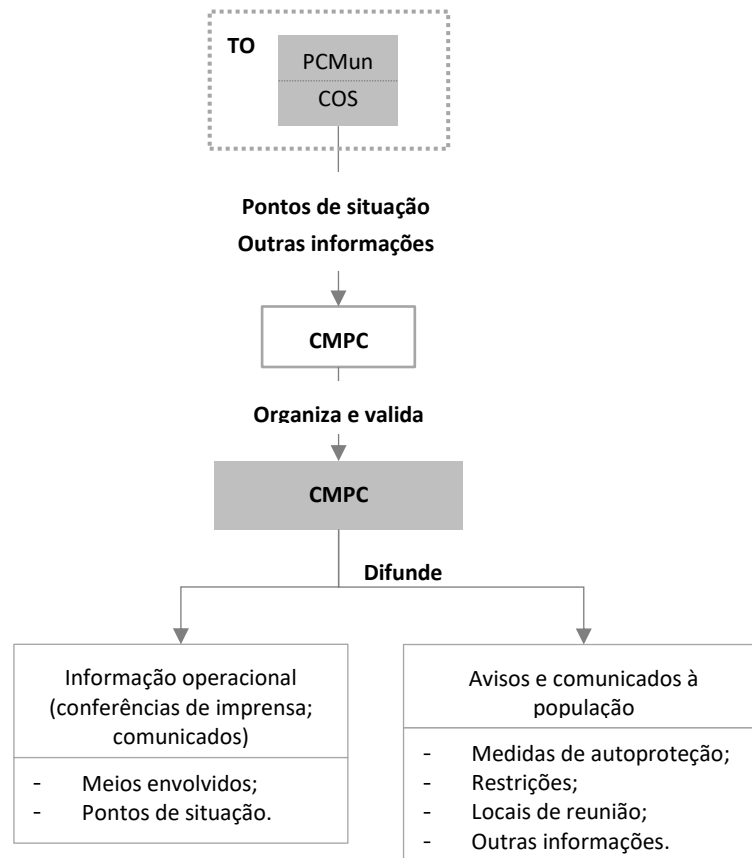 TO
PCMun
COS
Pontos de situação
Outras informações
CMPC
Organiza e valida
CMPC
Difunde
Informação operacional
(conferências de imprensa;
comunicados)
- Meios envolvidos;
- Pontos de situação.
Avisos e comunicados à
população
- Medidas de autoproteção;
- Restrições;
- Locais de reunião;
- Outras informações.